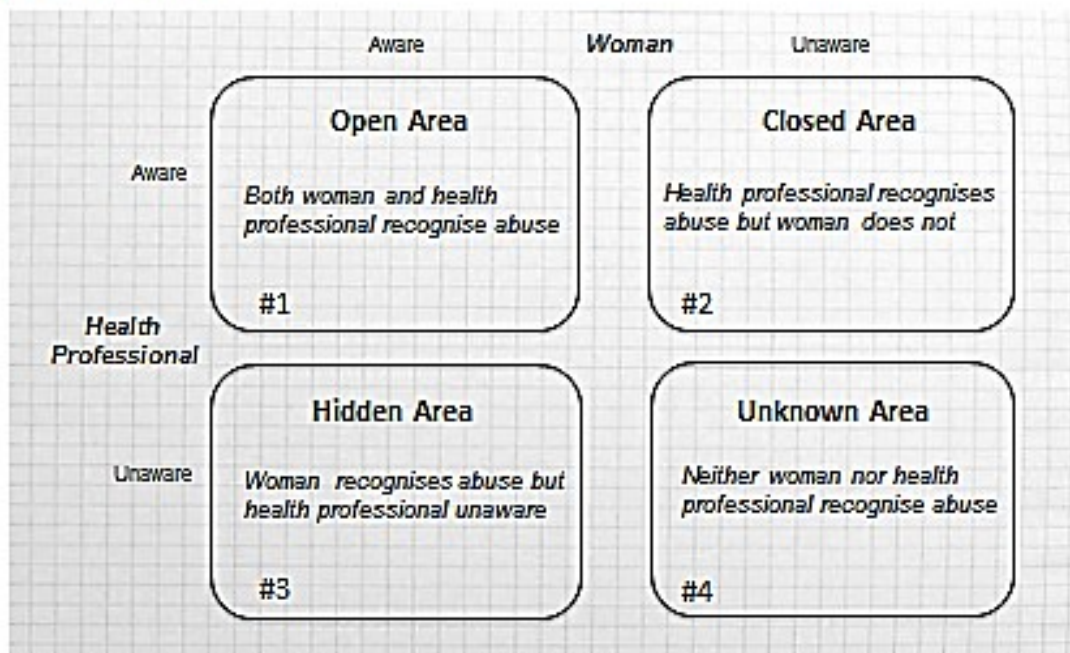 Aware Woman Unaware
Open Area
Closed Area
Aware
Both woman and health
professional recognise abuse
Health professional recognises
abuse but woman does not
#1
#2
Health
Professional
Hidden Area
Unknown Area
Unaware
Woman recognises abuse but
health professional unaware
Neither woman nor health
professional recognise abuse
#3
#4